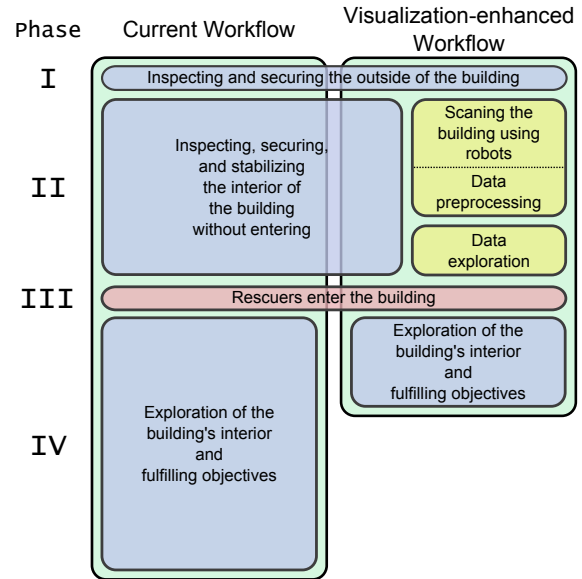 Phase
Current Workflow
Visualization-enhanced
Workflow
I
Inspecting and securing the outside of the building
II
Inspecting, securing,
and stabilizing
the interior of
the building
without entering
Scaning the
building using
robots
Data
preprocessing
Data
exploration
III
Rescuers enter the building
IV
Exploration of the
building's interior
and
fulfilling objectives
Exploration of the
building's interior
and
fulfilling objectives